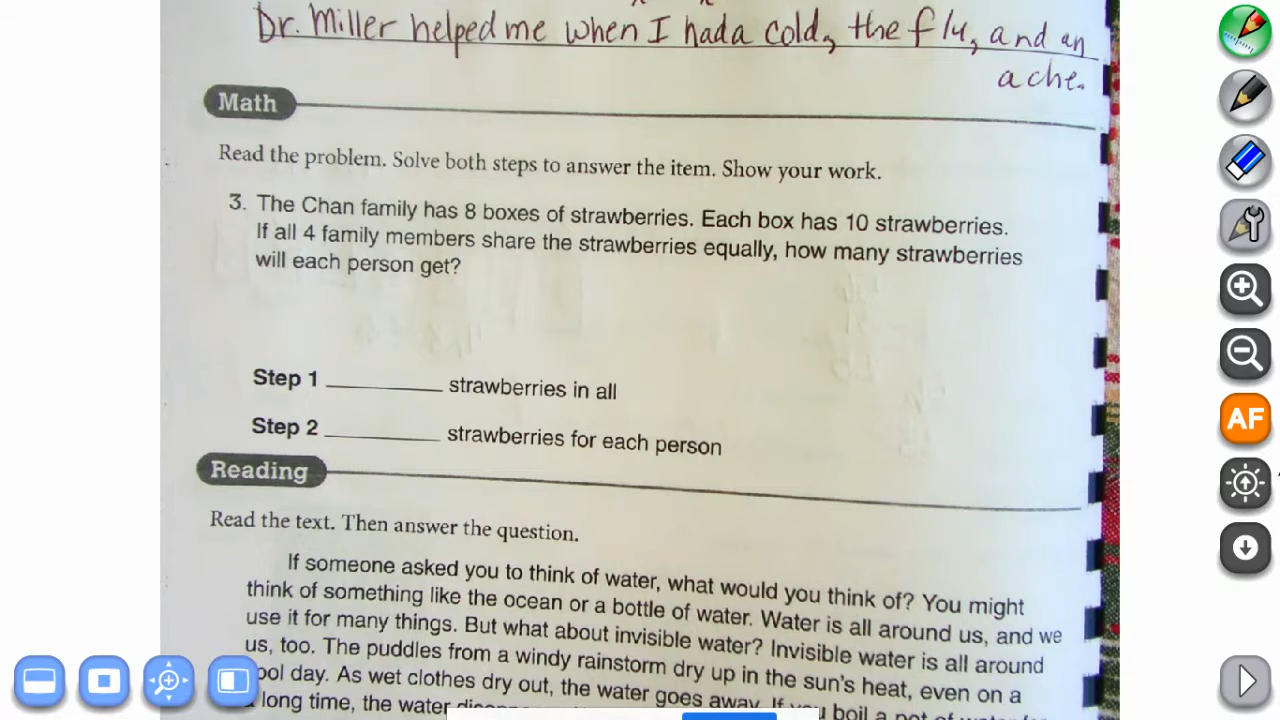 Dr. Miller helped me when I had a cold, the flu, and an
ache.
Math
Read the problem. Solve both steps to answer the item. Show your work.
3. The Chan family has 8 boxes of strawberries. Each box has 10 strawberries.
If all 4 family members share the strawberries equally, how many strawberries
will each person get?
Step 1 __________ strawberries in all
Step 2 __________ strawberries for each person
Reading
Read the text. Then answer the question.
If someone asked you to think of water, what would you think of? You might
think of something like the ocean or a bottle of water. Water is all around us, and we
use it for many things. But what about invisible water? Invisible water is all around
us, too. The puddles from a windy rainstorm dry up in the sun's heat, even on a
day. As wet clothes dry out, the water goes away. If you boil a pot of
long time, the water
AF